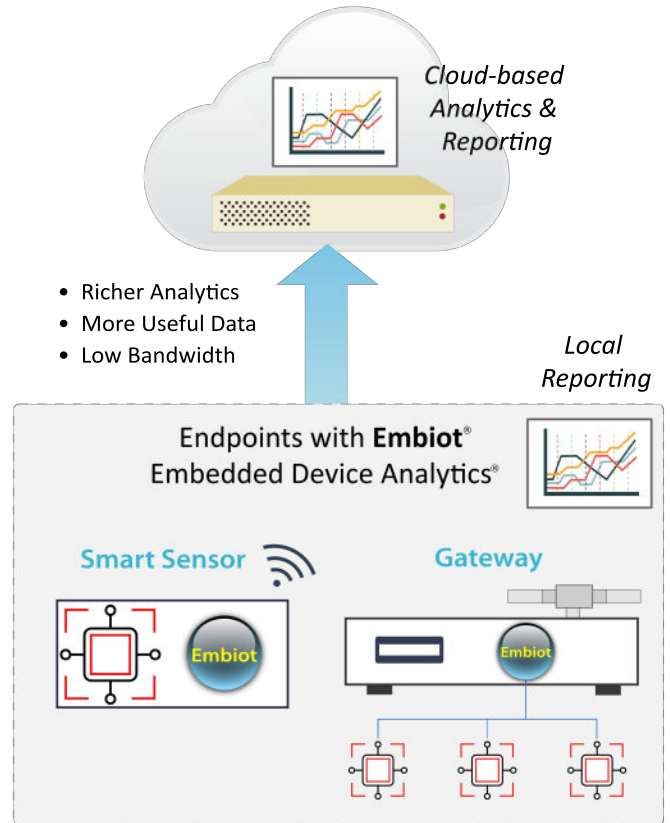 Cloud-based
Analytics &
Reporting
• Richer Analytics
• More Useful Data
• Low Bandwidth
Local
Reporting
Endpoints with Embiot®
Embedded Device Analytics®
Smart Sensor
Gateway
Embiot
Embiot